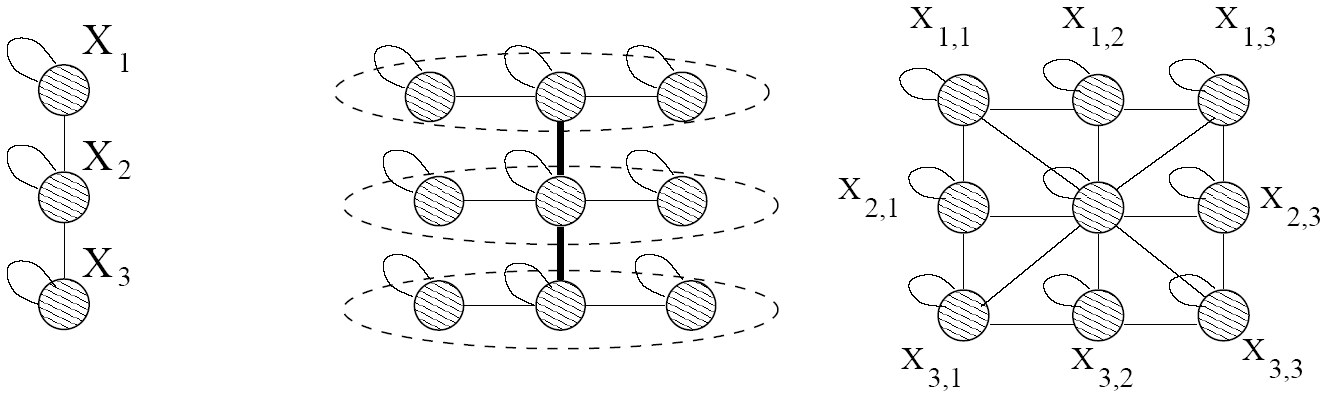 X1
X2
X3
X1,1 X1,2 X1,3
X2,1 X2,3
X3,1 X3,2 X3,3